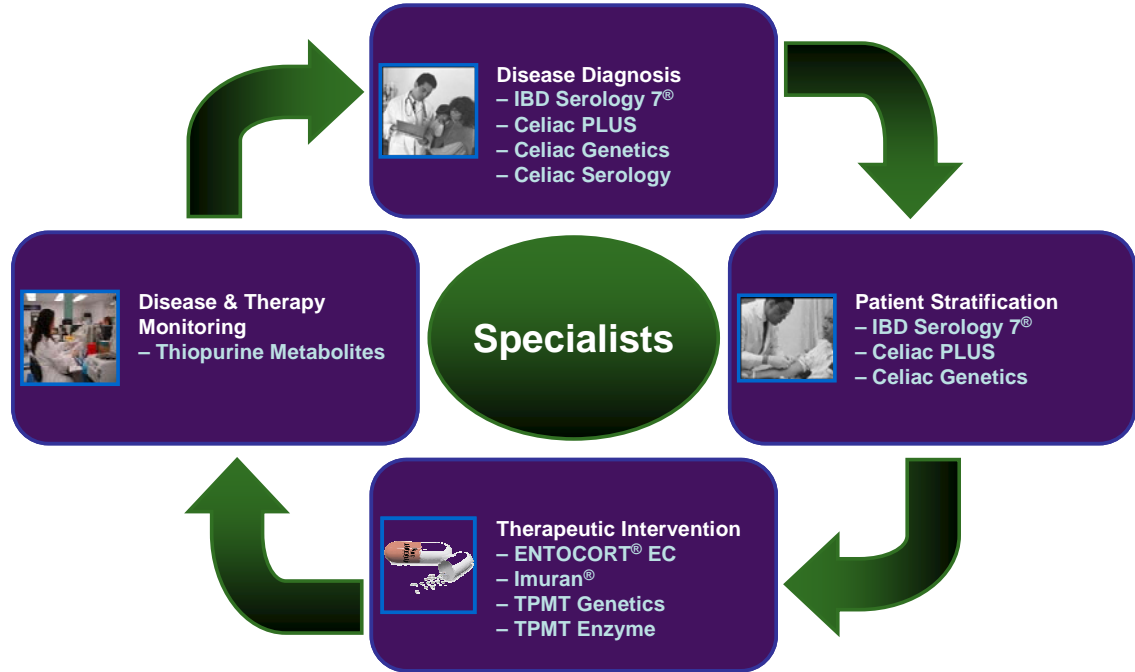 Disease Diagnosis
– IBD Serology 7®
– Celiac PLUS
– Celiac Genetics
– Celiac Serology
Patient Stratification
– IBD Serology 7®
– Celiac PLUS
– Celiac Genetics
Therapeutic Intervention
– ENTOCORT® EC
– Imuran®
– TPMT Genetics
– TPMT Enzyme
Disease & Therapy
Monitoring
– Thiopurine Metabolites
Specialists